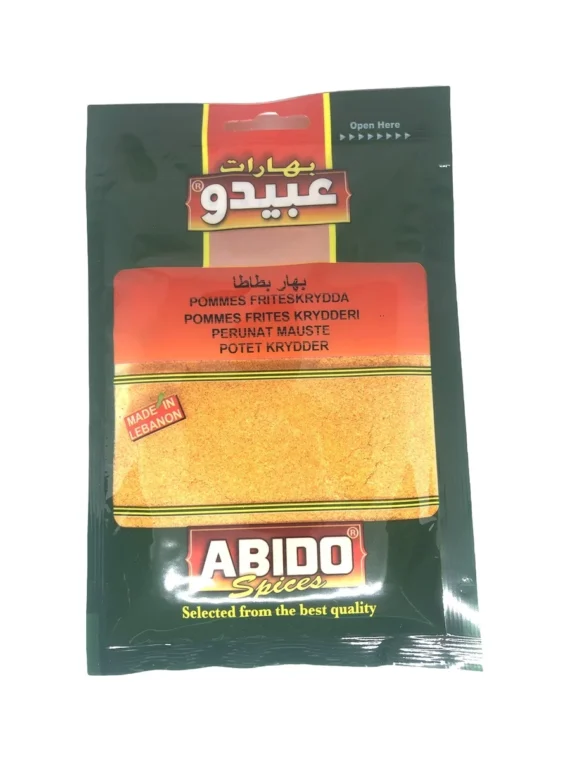 Open Here
بهارات
عبيدو®
بهار بطاطا
POMMES FRITESKRYDDA
POMMES FRITES KRYDDERI
PERUNAT MAUSTE
POTET KRYDDER
MADE IN
LEBANON
ABIDO®
Spices
Selected from the best quality